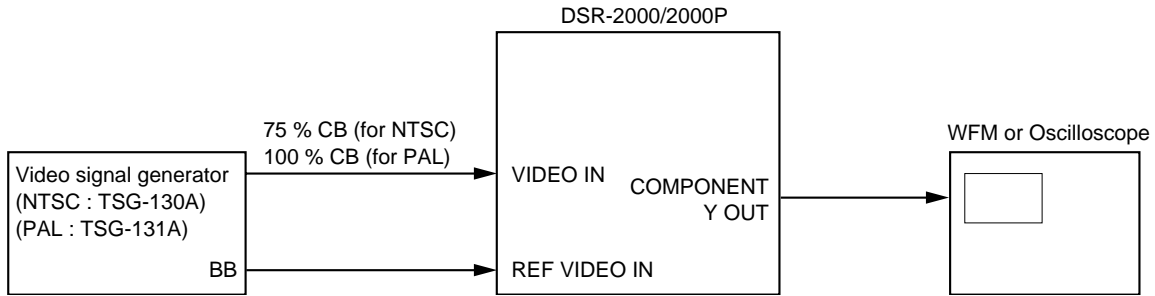 DSR-2000/2000P
75 % CB (for NTSC)
100 % CB (for PAL)
WFM or Oscilloscope
Video signal generator
(NTSC : TSG-130A)
(PAL : TSG-131A)
BB
VIDEO IN
COMPONENT
Y OUT
REF VIDEO IN